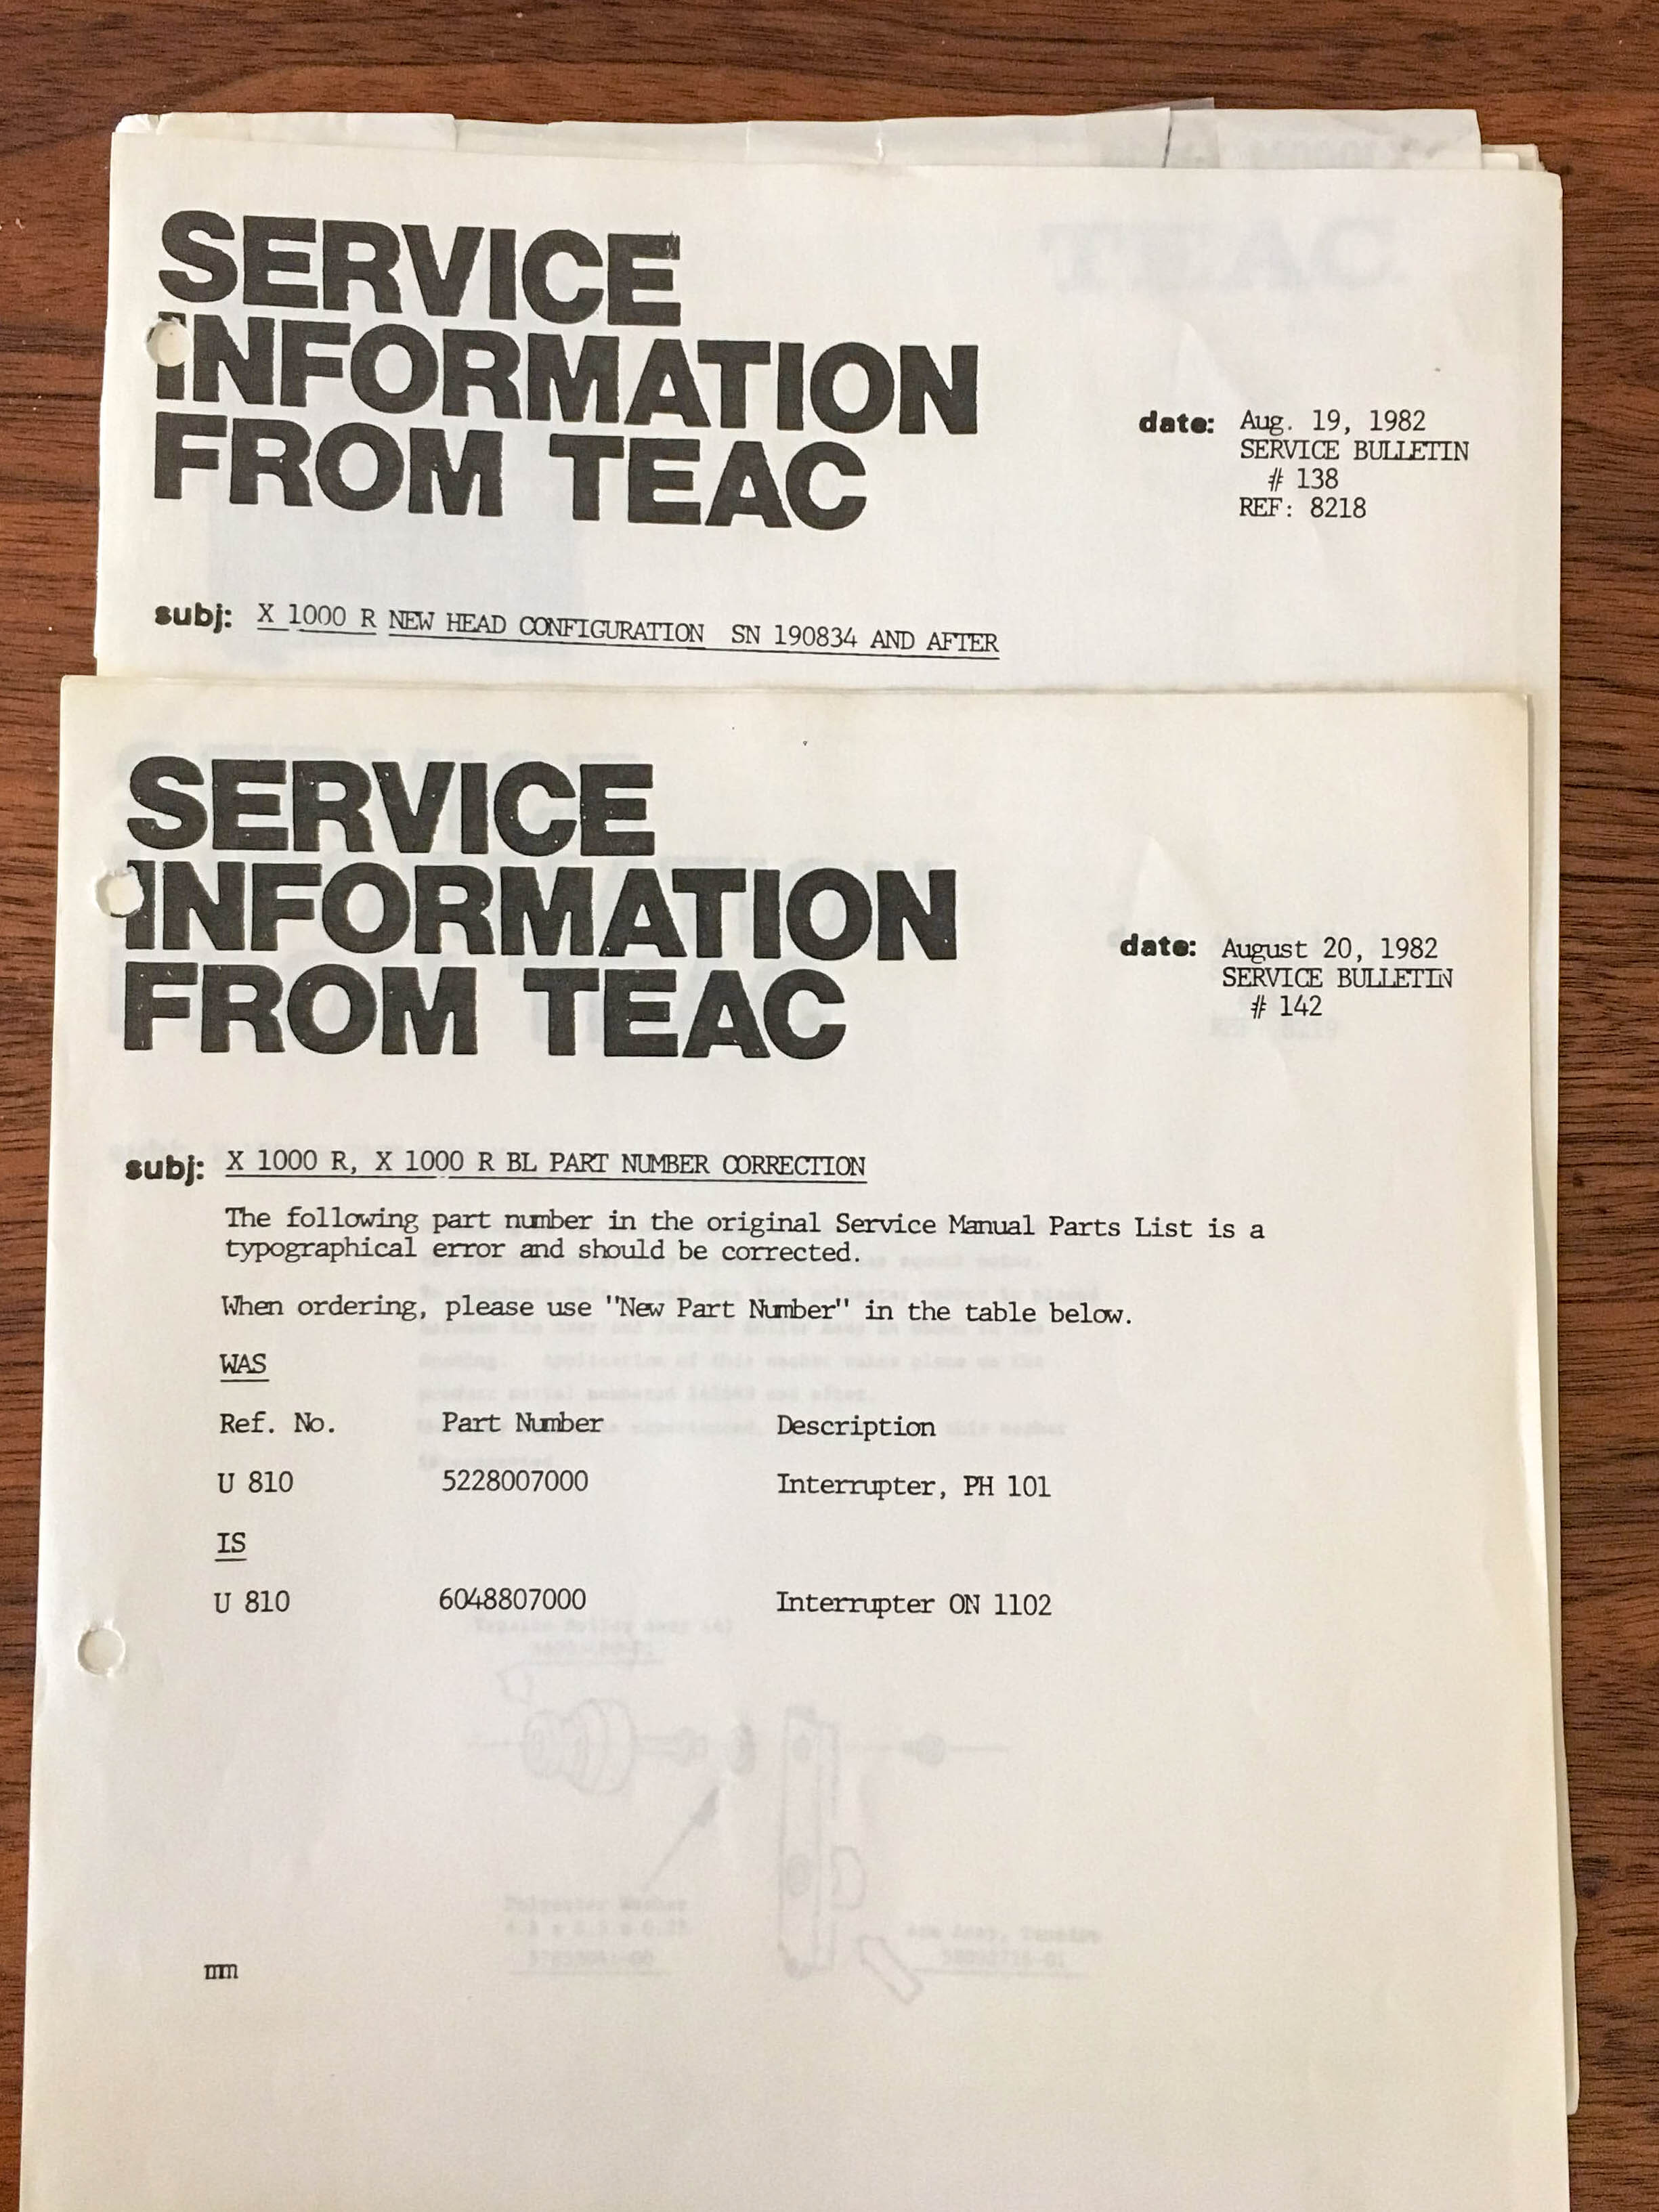 SERVICE
INFORMATION
FROM TEAC
date: Aug. 19, 1982
SERVICE BULLETIN
# 138
REF: 8218
subj: X 1000 R NEW HEAD CONFIGURATION SN 190834 AND AFTER
SERVICE
INFORMATION
FROM TEAC
date: August 20, 1982
SERVICE BULLETIN
# 142
subj: X 1000 R, X 1000 R BL PART NUMBER CORRECTION
The following part number in the original Service Manual Parts List is a
typographical error and should be corrected.
When ordering, please use "New Part Number" in the table below.
WAS
Ref. No. Part Number Description
U 810 5228007000 Interrupter, PH 101
IS
U 810 6048807000 Interrupter ON 1102
mm